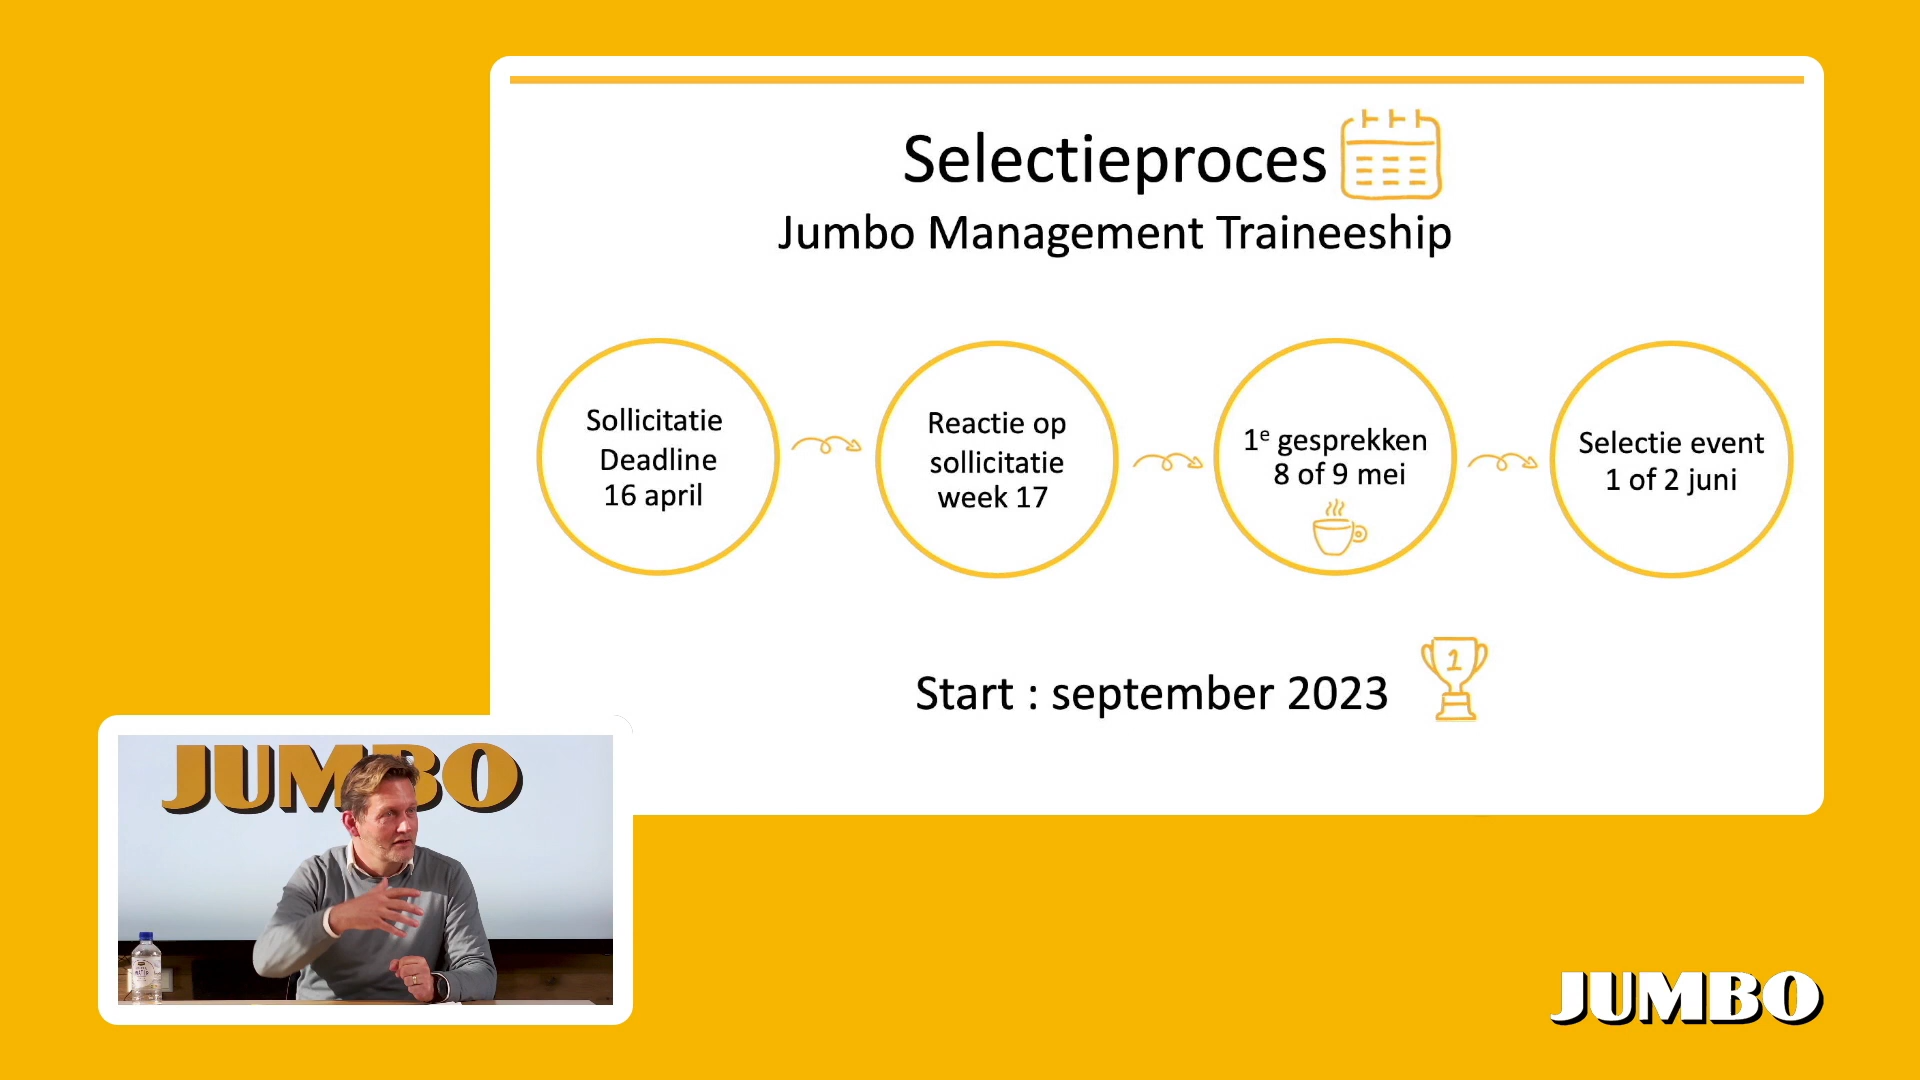 Selectieproces
Jumbo Management Traineeship
Sollicitatie
Deadline
16 april
Reactie op
sollicitatie
week 17
1e gesprekken
8 of 9 mei
Selectie event
1 of 2 juni
Start : september 2023
1
JUMBO
JUMBO